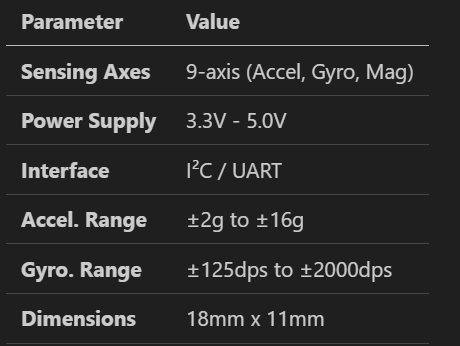 Parameter Value
Sensing Axes 9-axis (Accel, Gyro, Mag)
Power Supply 3.3V - 5.0V
Interface I²C / UART
Accel. Range ±2g to ±16g
Gyro. Range ±125dps to ±2000dps
Dimensions 18mm x 11mm